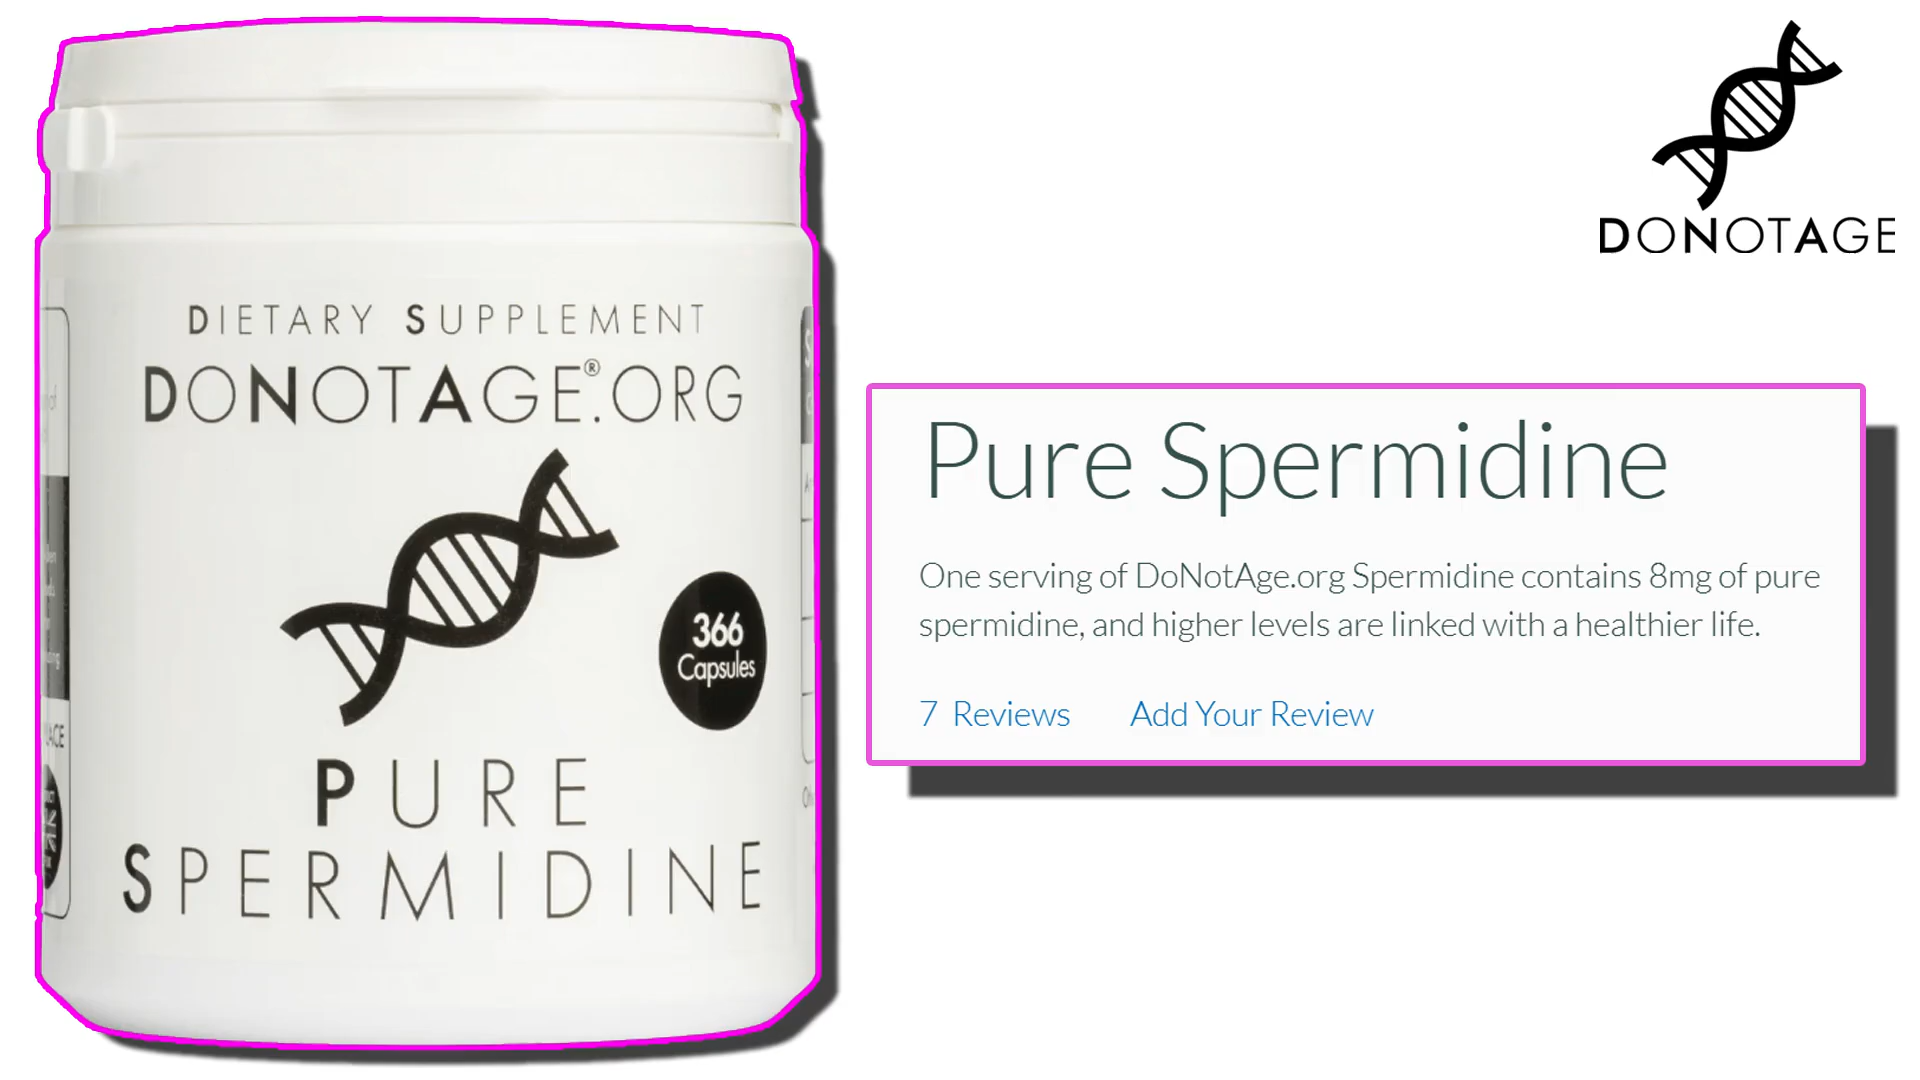 DIETARY SUPPLEMENT
DONOTAGE®.ORG
366
Capsules
PURE
SPERMIDINE
DONOTAGE
Pure Spermidine
One serving of DoNotAge.org Spermidine contains 8mg of pure
spermidine, and higher levels are linked with a healthier life.
7 Reviews Add Your Review